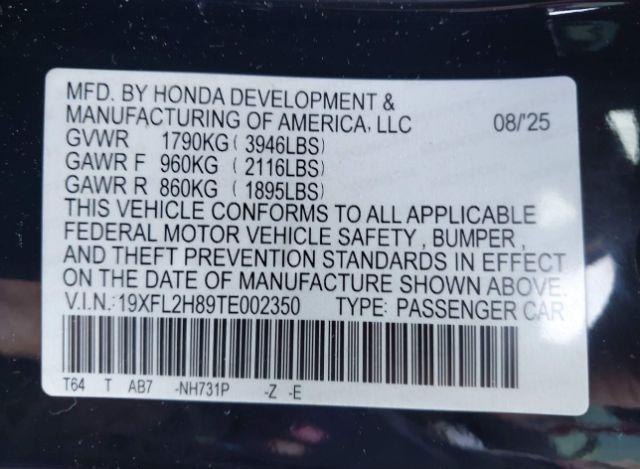 MFD. BY HONDA DEVELOPMENT &
MANUFACTURING OF AMERICA, LLC 08/'25
GVWR 1790KG ( 3946LBS)
GAWR F 960KG ( 2116LBS)
GAWR R 860KG ( 1895LBS)
THIS VEHICLE CONFORMS TO ALL APPLICABLE
FEDERAL MOTOR VEHICLE SAFETY , BUMPER ,
AND THEFT PREVENTION STANDARDS IN EFFECT
ON THE DATE OF MANUFACTURE SHOWN ABOVE.
V.I.N.:19XFL2H89TE002350 TYPE: PASSENGER CAR
T64 T AB7 -NH731P -Z -E